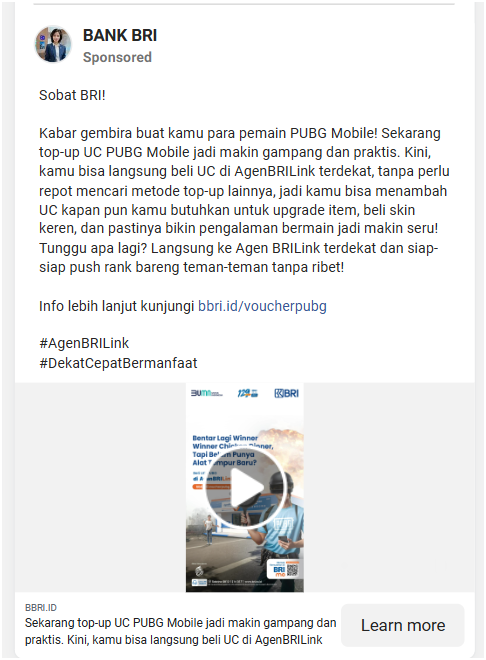 BANK BRI
Sponsored
Sobat BRI!
Kabar gembira buat kamu para pemain PUBG Mobile! Sekarang
top-up UC PUBG Mobile jadi makin gampang dan praktis. Kini,
kamu bisa langsung beli UC di AgenBRILink terdekat, tanpa perlu
repot mencari metode top-up lainnya, jadi kamu bisa menambah
UC kapan pun kamu butuhkan untuk upgrade item, beli skin
keren, dan pastinya bikin pengalaman bermain jadi makin seru!
Tunggu apa lagi? Langsung ke Agen BRILink terdekat dan siap-
siap push rank bareng teman-teman tanpa ribet!
Info lebih lanjut kunjungi bbri.id/voucherpubg
#AgenBRILink
#DekatCepatBermanfaat
BUMN
BRI
Bentar Lagi Winner
Winner Dinner,
Tapi Punya
Alat Baru?
di AgenBRILink
BBRI.ID
Sekarang top-up UC PUBG Mobile jadi makin gampang dan
praktis. Kini, kamu bisa langsung beli UC di AgenBRILink
Learn more